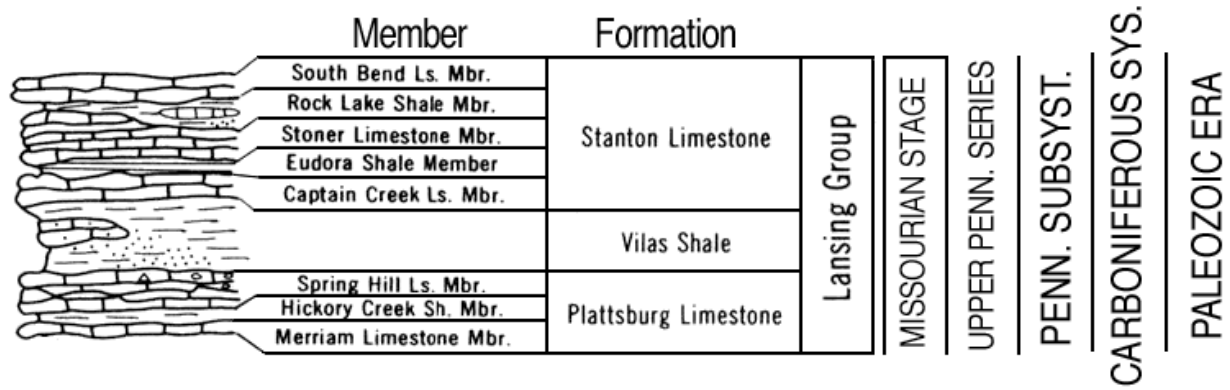 Member Formation
South Bend Ls. Mbr.
Rock Lake Shale Mbr.
Stoner Limestone Mbr.
Eudora Shale Member
Captain Creek Ls. Mbr.
Stanton Limestone
Vilas Shale
Spring Hill Ls. Mbr.
Hickory Creek Sh. Mbr.
Merriam Limestone Mbr.
Plattsburg Limestone
Lansing Group
MISSOURIAN STAGE
UPPER PENN. SERIES
PENN. SUBSYST.
CARBONIFEROUS SYS.
PALEOZOIC ERA